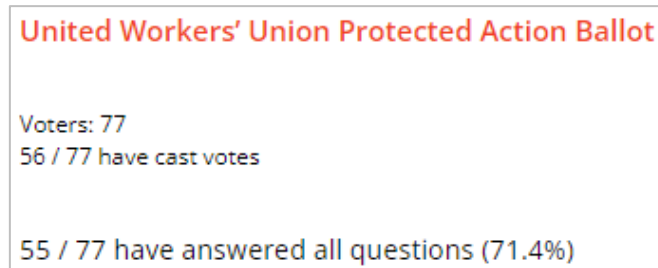 United Workers’ Union Protected Action Ballot
Voters: 77
56 / 77 have cast votes
55 / 77 have answered all questions (71.4%)